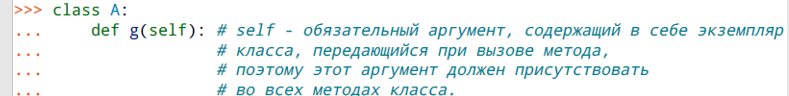 >>> class A:
...     def g(self): # self - обязательный аргумент, содержащий в себе экземпляр
...                  # класса, передающийся при вызове метода,
...                  # поэтому этот аргумент должен присутствовать
...                  # во всех методах класса.